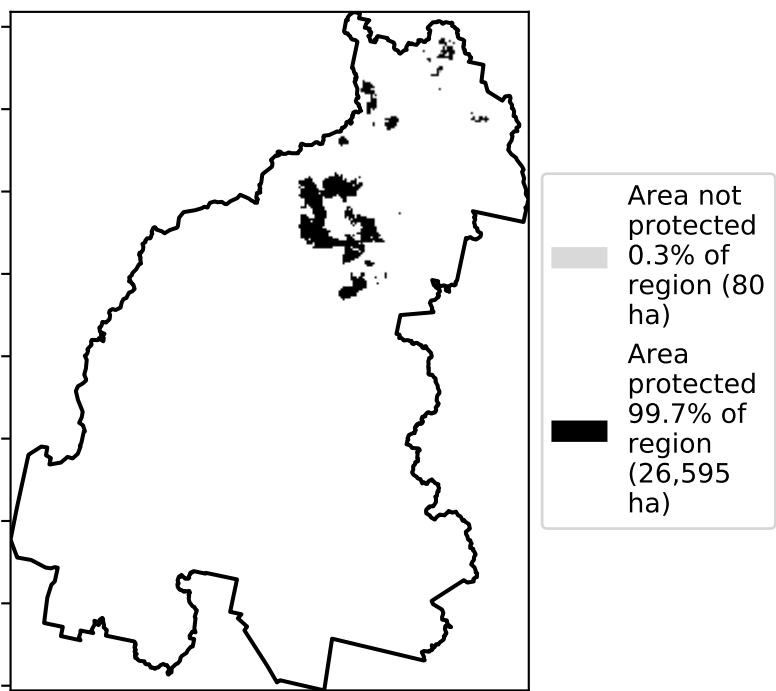 Area not
protected
0.3% of
region (80
ha)
Area
protected
99.7% of
region
(26,595
ha)